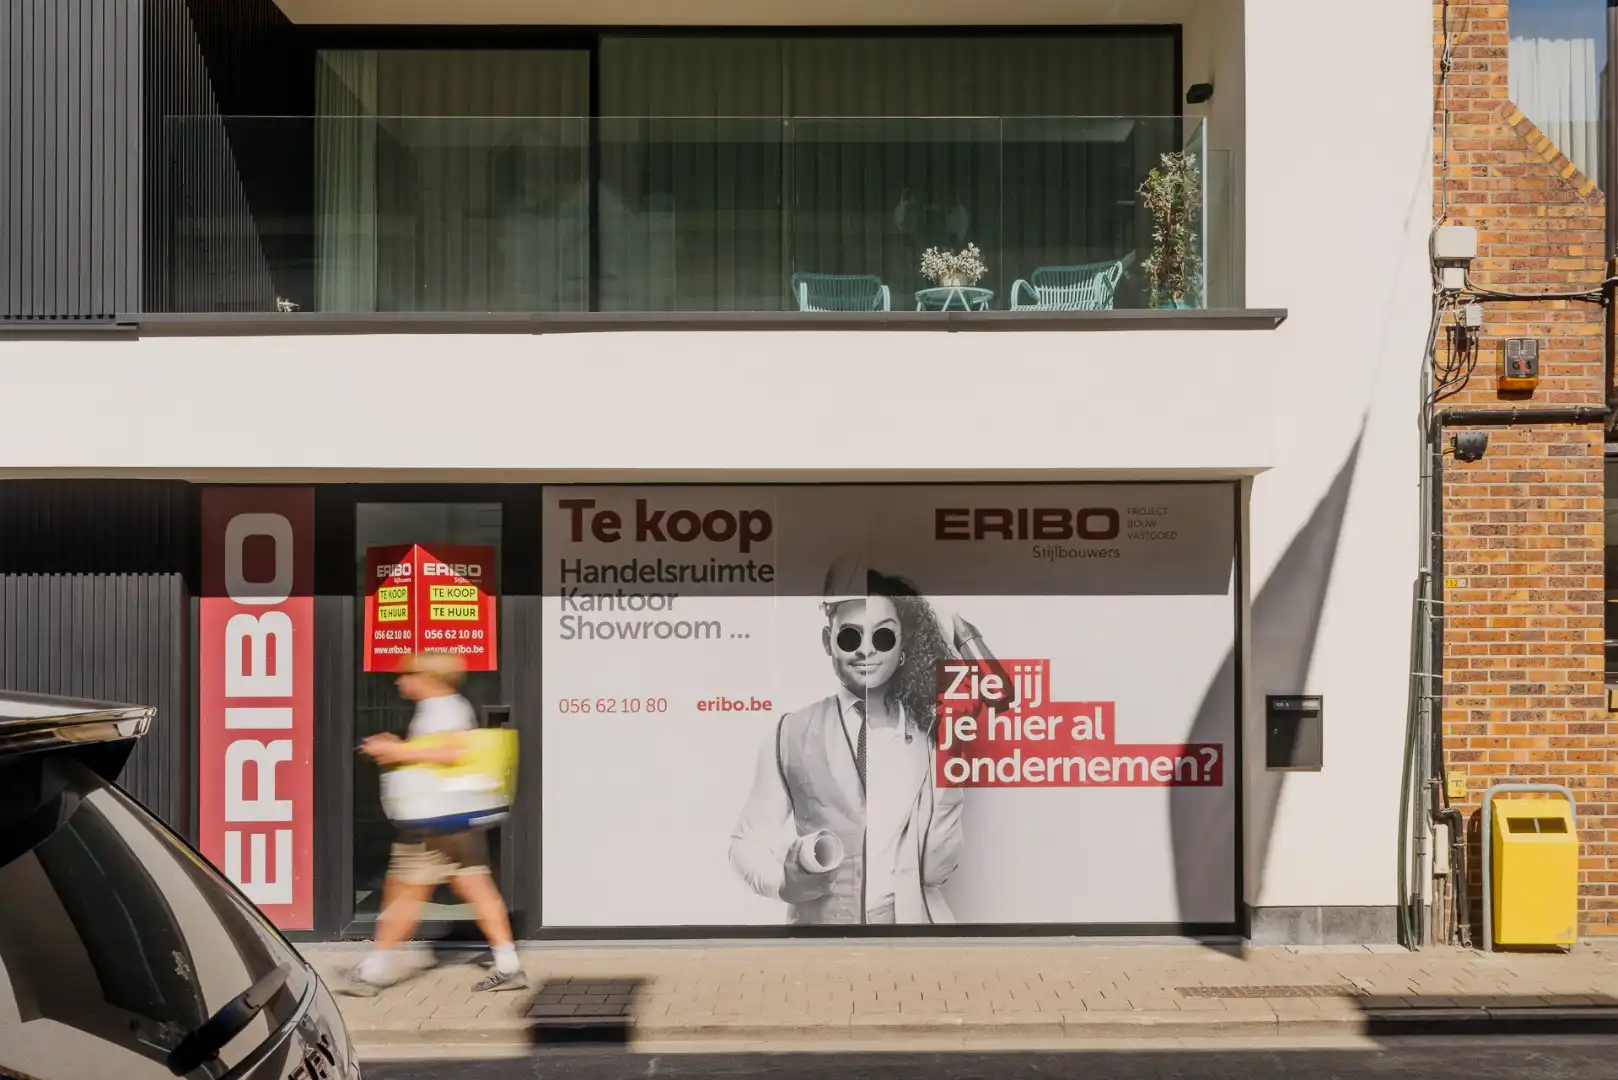 ERIBO
ERIBO
Stijlbouwers
TE KOOP
TE HUUR
056 62 10 80
www.eribo.be
ERIBO
TE KOOP
TE HUUR
056 62 10 80
www.eribo.be
Te koop
Handelsruimte
Kantoor
Showroom ...
056 62 10 80
eribo.be
ERIBO
PROJECT
BOUW
VASTGOED
Stijlbouwers
Zie jij
je hier al
ondernemen?